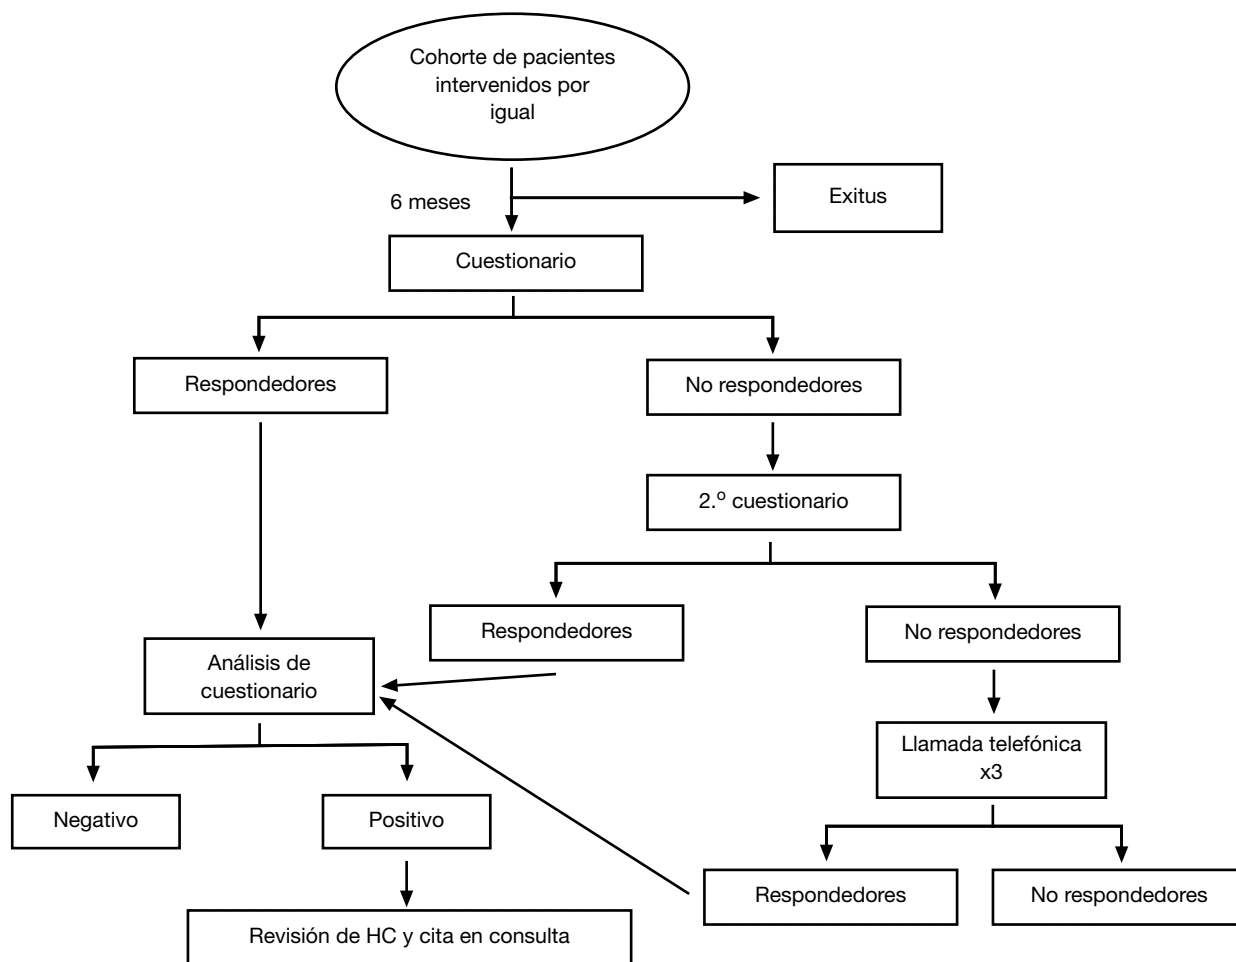 Cohorte de pacientes
intervenidos por
igual
6 meses
Exitus
Cuestionario
Respondedores
No respondedores
2.º cuestionario
Respondedores
No respondedores
Análisis de
cuestionario
Llamada telefónica
x3
Negativo
Positivo
Respondedores
No respondedores
Revisión de HC y cita en consulta